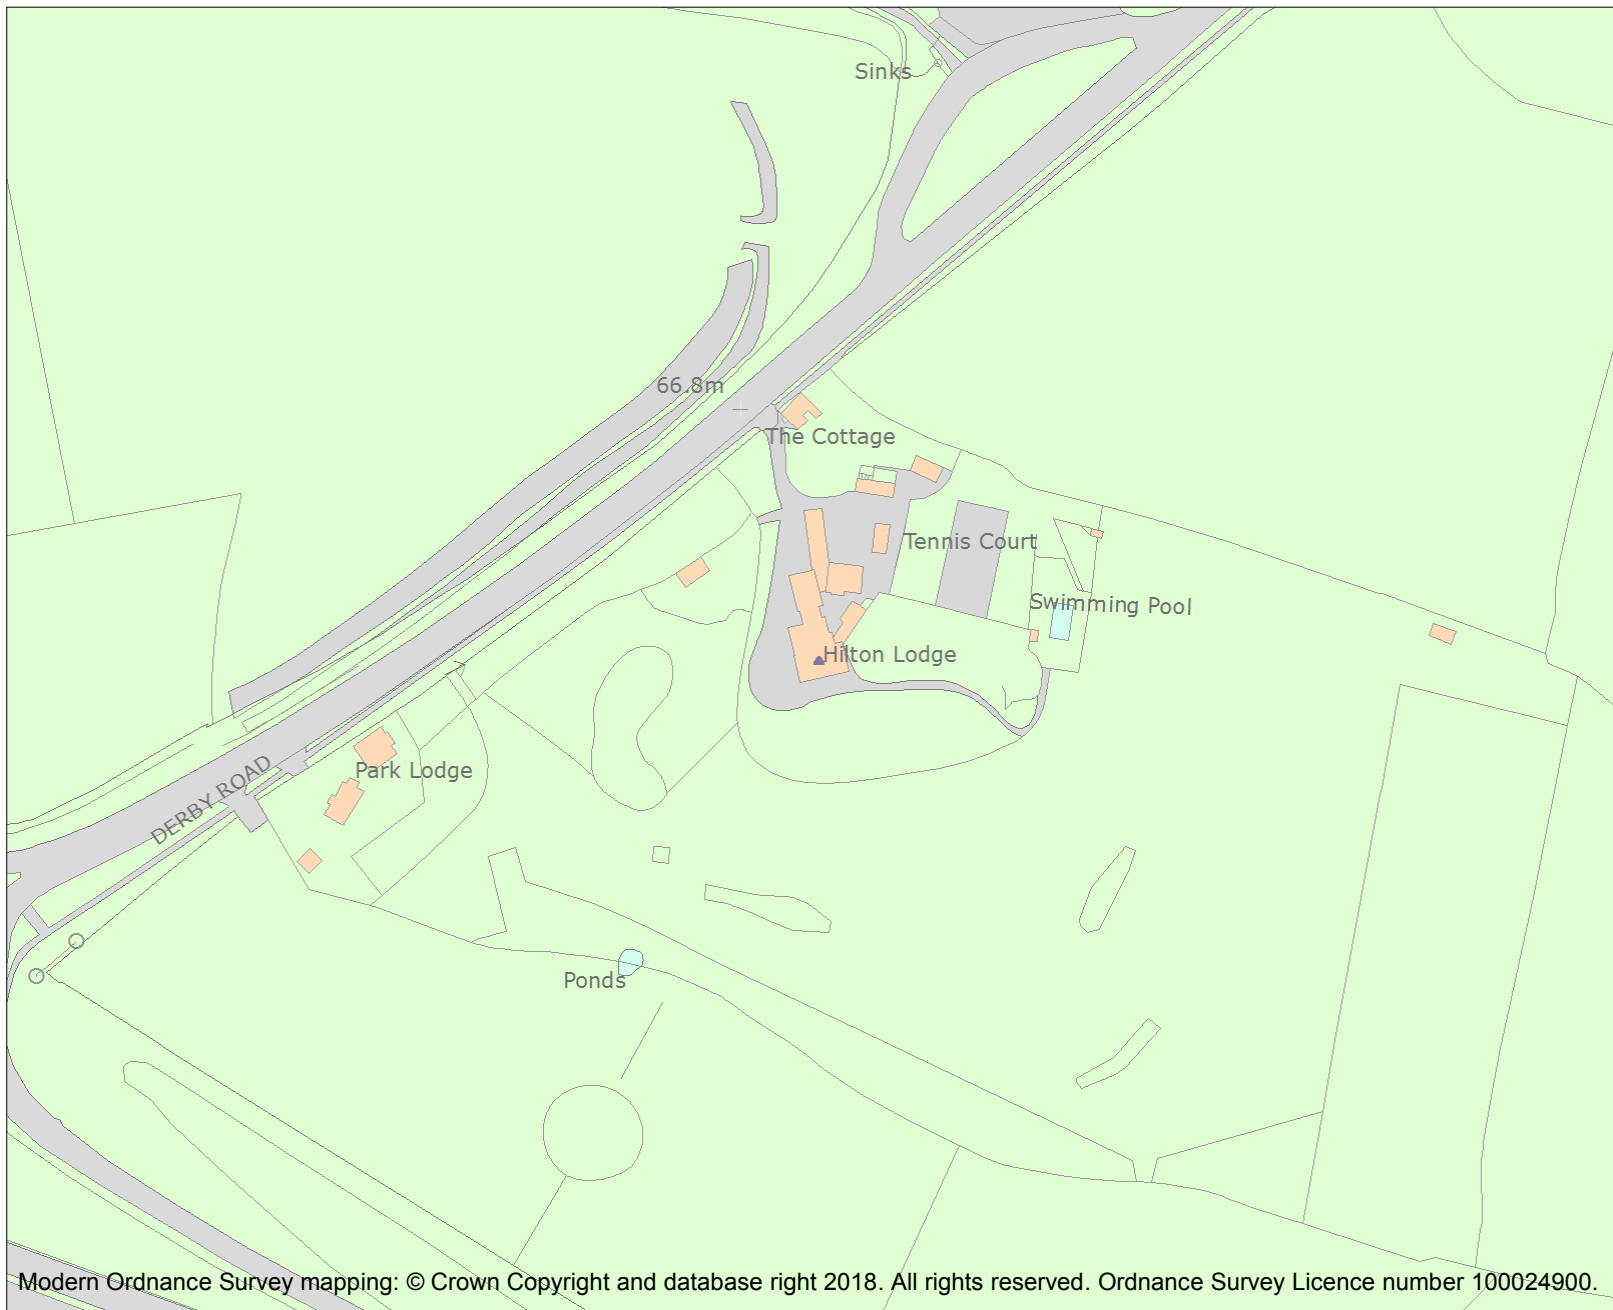 Sinks
66.8m
The Cottage
Tennis Court
Swimming Pool
Hilton Lodge
Park Lodge
DERBY ROAD
Ponds
Modern Ordnance Survey mapping: © Crown Copyright and database right 2018. All rights reserved. Ordnance Survey Licence number 100024900.